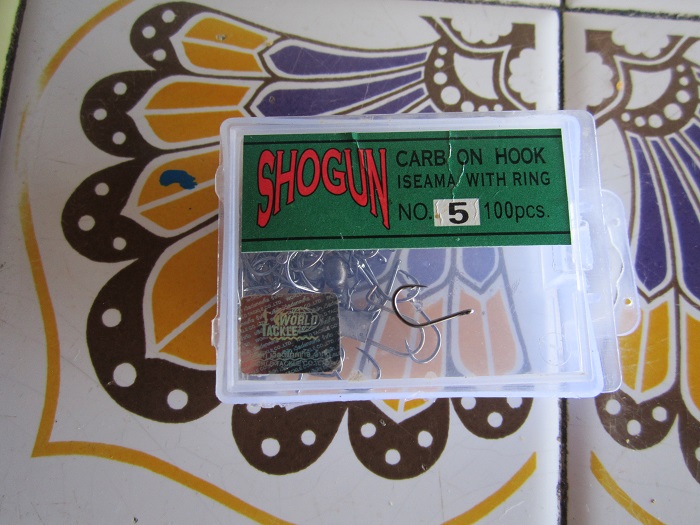 SHOGUN
CARBON HOOK
ISEAMA WITH RING
NO. 5 100pcs.
WORLD
TACKLE